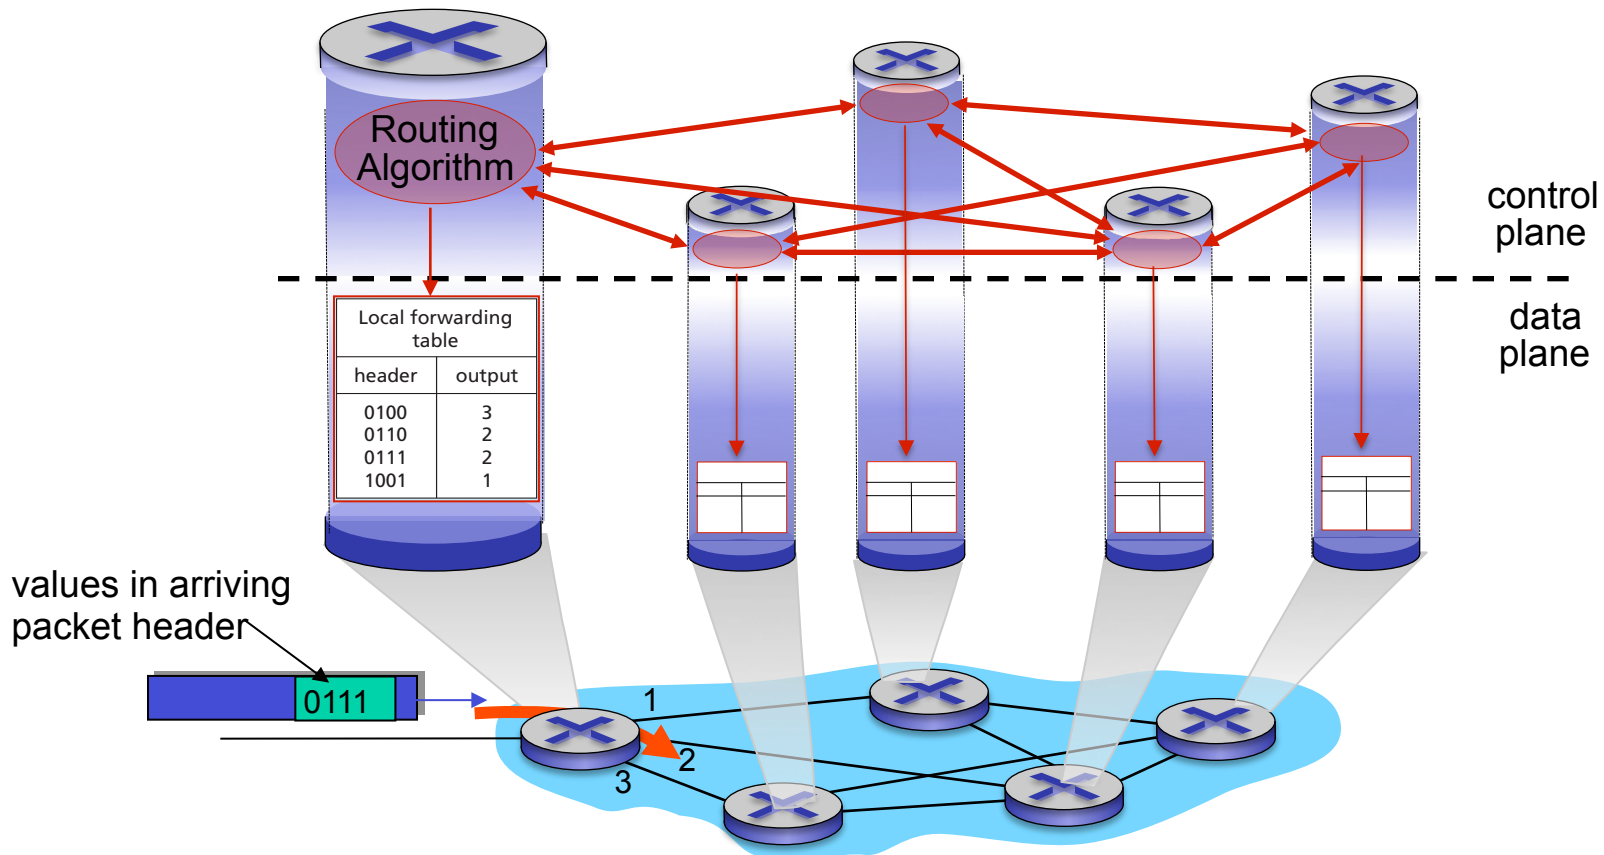 Routing
Algorithm
control
plane
data
plane
Local forwarding
table
header output
0100 3
0110 2
0111 2
1001 1
values in arriving
packet header
0111
1
2
3